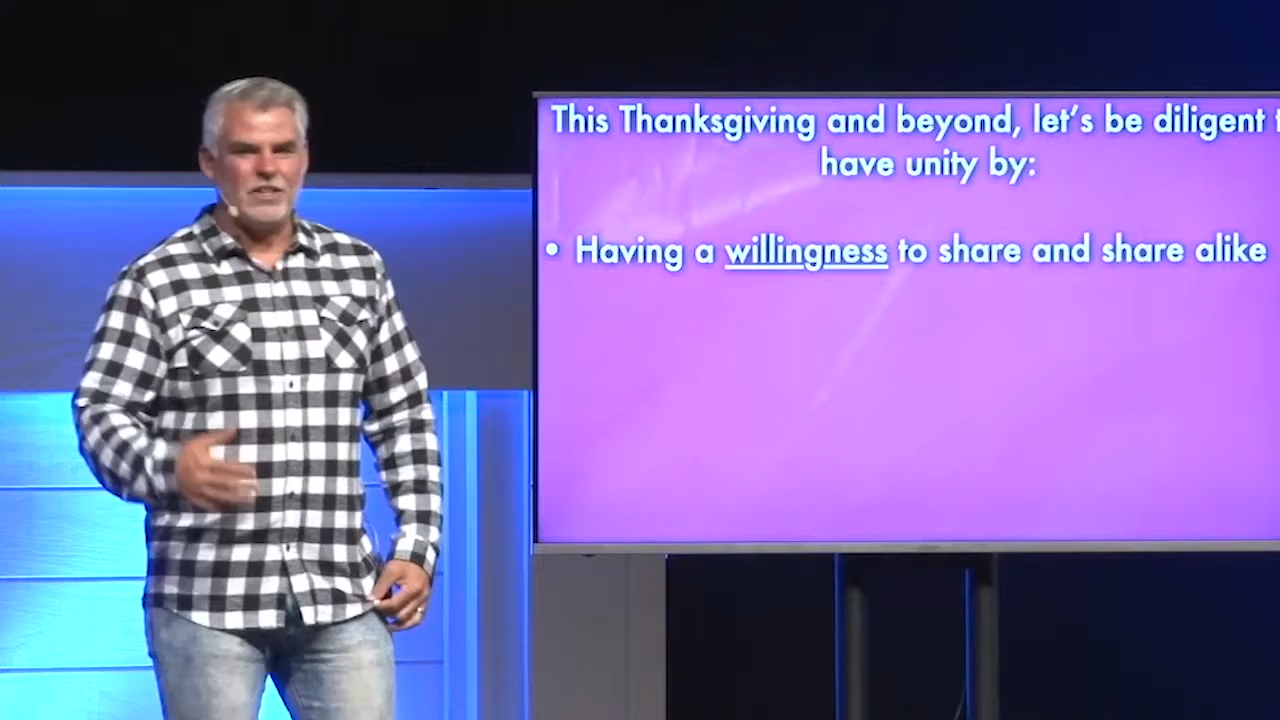 This Thanksgiving and beyond, let's be diligent
have unity by:
• Having a willingness to share and share alike